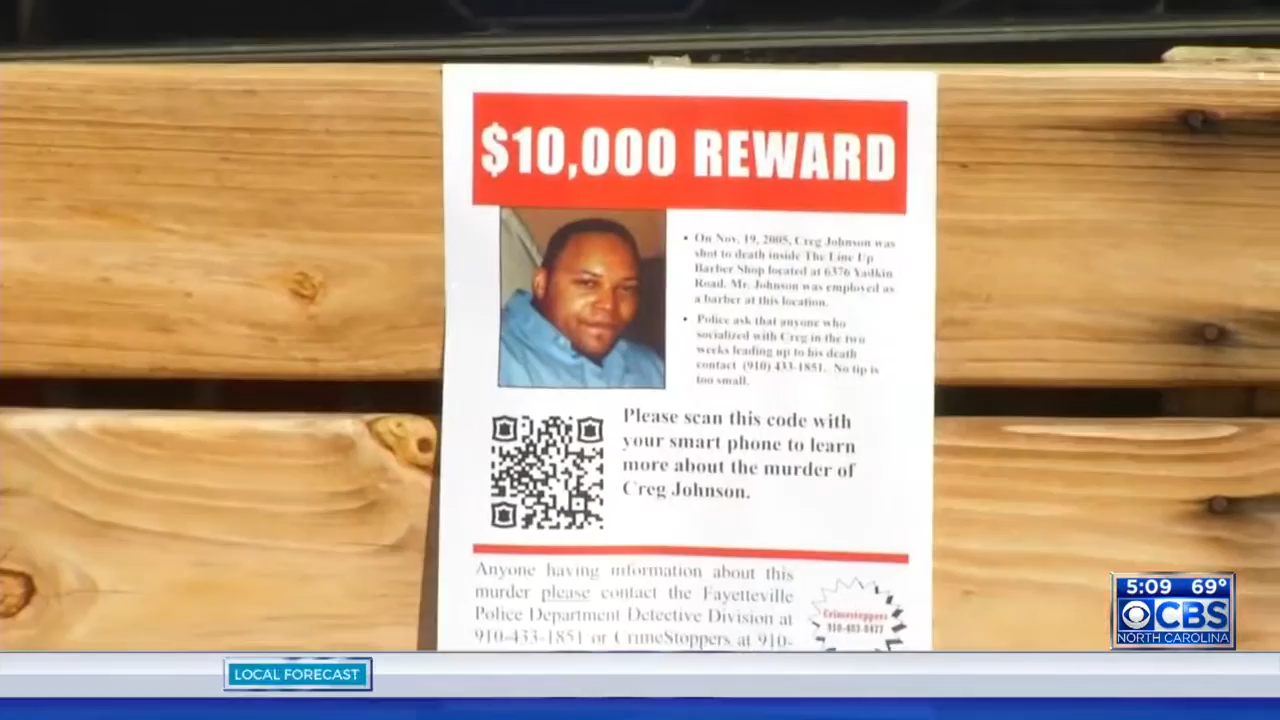 $10,000 REWARD
• On Nov. 19, 2005, Creg Johnson was
shot to death inside The Line Up
Barber Shop located at 6376 Yadkin
Road. Mr. Johnson was employed as
a barber at this location.
• Police ask that anyone who
socialized with Creg in the two
weeks leading up to his death
contact (910) 433-1851. No tip is
too small.
Please scan this code with
your smart phone to learn
more about the murder of
Creg Johnson.
Anyone having information about this
murder please contact the Fayetteville
Police Department Detective Division at
910-433-1851 or CrimeStoppers at 910-
Crimestoppers
910-483-8477
5:09 69°
CBS
NORTH CAROLINA
LOCAL FORECAST